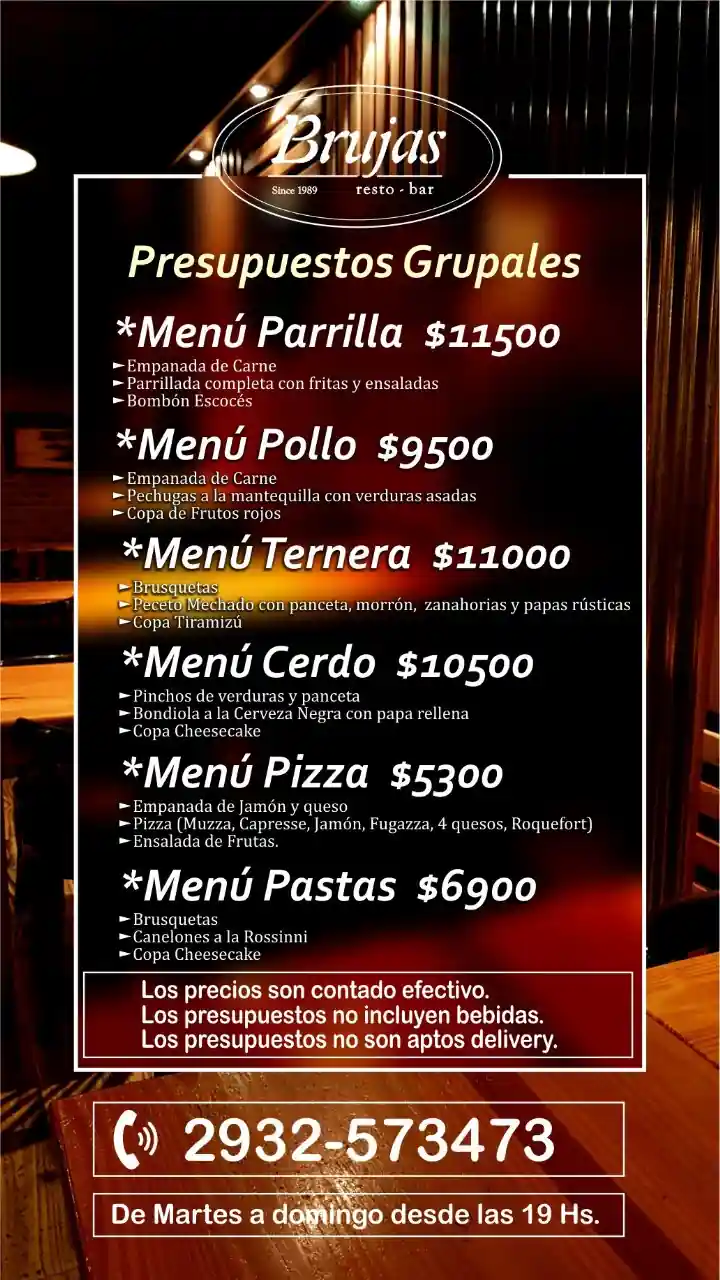 Brujas
Since 1989 resto - bar
Presupuestos Grupales
*Menú Parrilla $11500
►Empanada de Carne
►Parrillada completa con fritas y ensaladas
►Bombón Escocés
*Menú Pollo $9500
►Empanada de Carne
►Pechugas a la mantequilla con verduras asadas
►Copa de Frutos rojos
*Menú Ternera $11000
►Brusquetas
►Peceto Mechado con panceta, morrón, zanahorias y papas rústicas
►Copa Tiramizú
*Menú Cerdo $10500
►Pinchos de verduras y panceta
►Bondiola a la Cerveza Negra con papa rellena
►Copa Cheesecake
*Menú Pizza $5300
►Empanada de Jamón y queso
►Pizza (Muzza, Capresse, Jamón, Fugazza, 4 quesos, Roquefort)
►Ensalada de Frutas.
*Menú Pastas $6900
►Brusquetas
►Canelones a la Rossinni
►Copa Cheesecake
Los precios son contado efectivo.
Los presupuestos no incluyen bebidas.
Los presupuestos no son aptos delivery.
2932-573473
De Martes a domingo desde las 19 Hs.